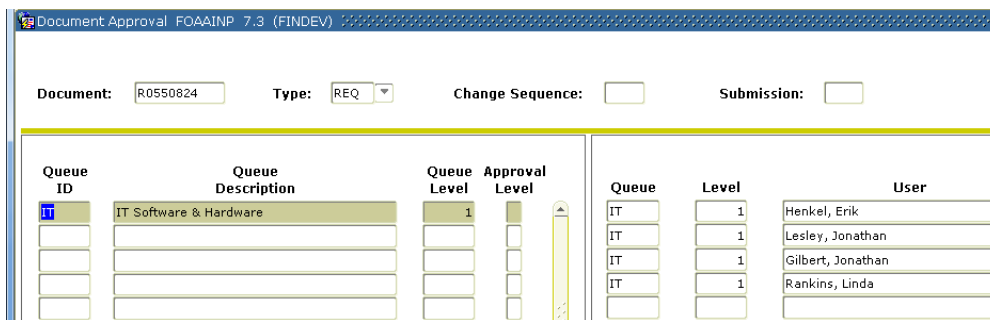 Document Approval FOAAINP 7.3 (FINDEV)
Document: R0550824 Type: REQ Change Sequence: Submission:
Queue ID Queue Description Queue Level Approval Level
IT IT Software & Hardware 1
Queue Level User
IT 1 Henkel, Erik
IT 1 Lesley, Jonathan
IT 1 Gilbert, Jonathan
IT 1 Rankins, Linda